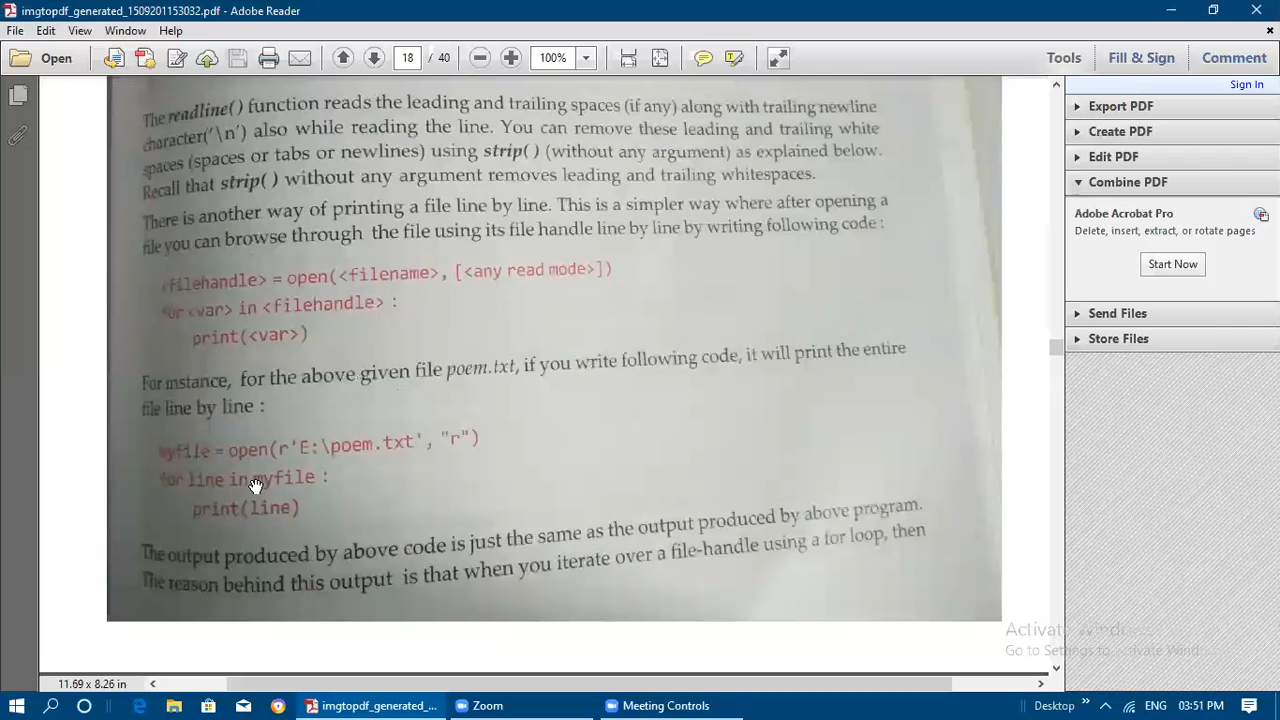 imgtopdf_generated_1509201153032.pdf - Adobe Reader
File Edit View Window Help
Open 18 / 40 100% Tools Fill & Sign Comment
Sign In
Export PDF
Create PDF
Edit PDF
Combine PDF
Adobe Acrobat Pro
Delete, insert, extract, or rotate pages
Start Now
Send Files
Store Files
The readline() function reads the leading and trailing spaces (if any) along with trailing newline
character('\n') also while reading the line. You can remove these leading and trailing white
spaces (spaces or tabs or newlines) using strip() (without any argument) as explained below.
Recall that strip() without any argument removes leading and trailing whitespaces.
There is another way of printing a file line by line. This is a simpler way where after opening a
file you can browse through the file using its file handle line by line by writing following code :
<filehandle> = open(<filename>, [<any read mode>])
for <var> in <filehandle> :
print(<var>)
For instance, for the above given file poem.txt, if you write following code, it will print the entire
file line by line :
myfile = open(r'E:\poem.txt', "r")
for line in myfile :
print(line)
The output produced by above code is just the same as the output produced by above program.
The reason behind this output is that when you iterate over a file-handle using a for loop, then
Activate Windows
Go to Settings to activate Wind
11.69 x 8.26 in
imgtopdf_generated_... Zoom Meeting Controls Desktop ENG 03:51 PM